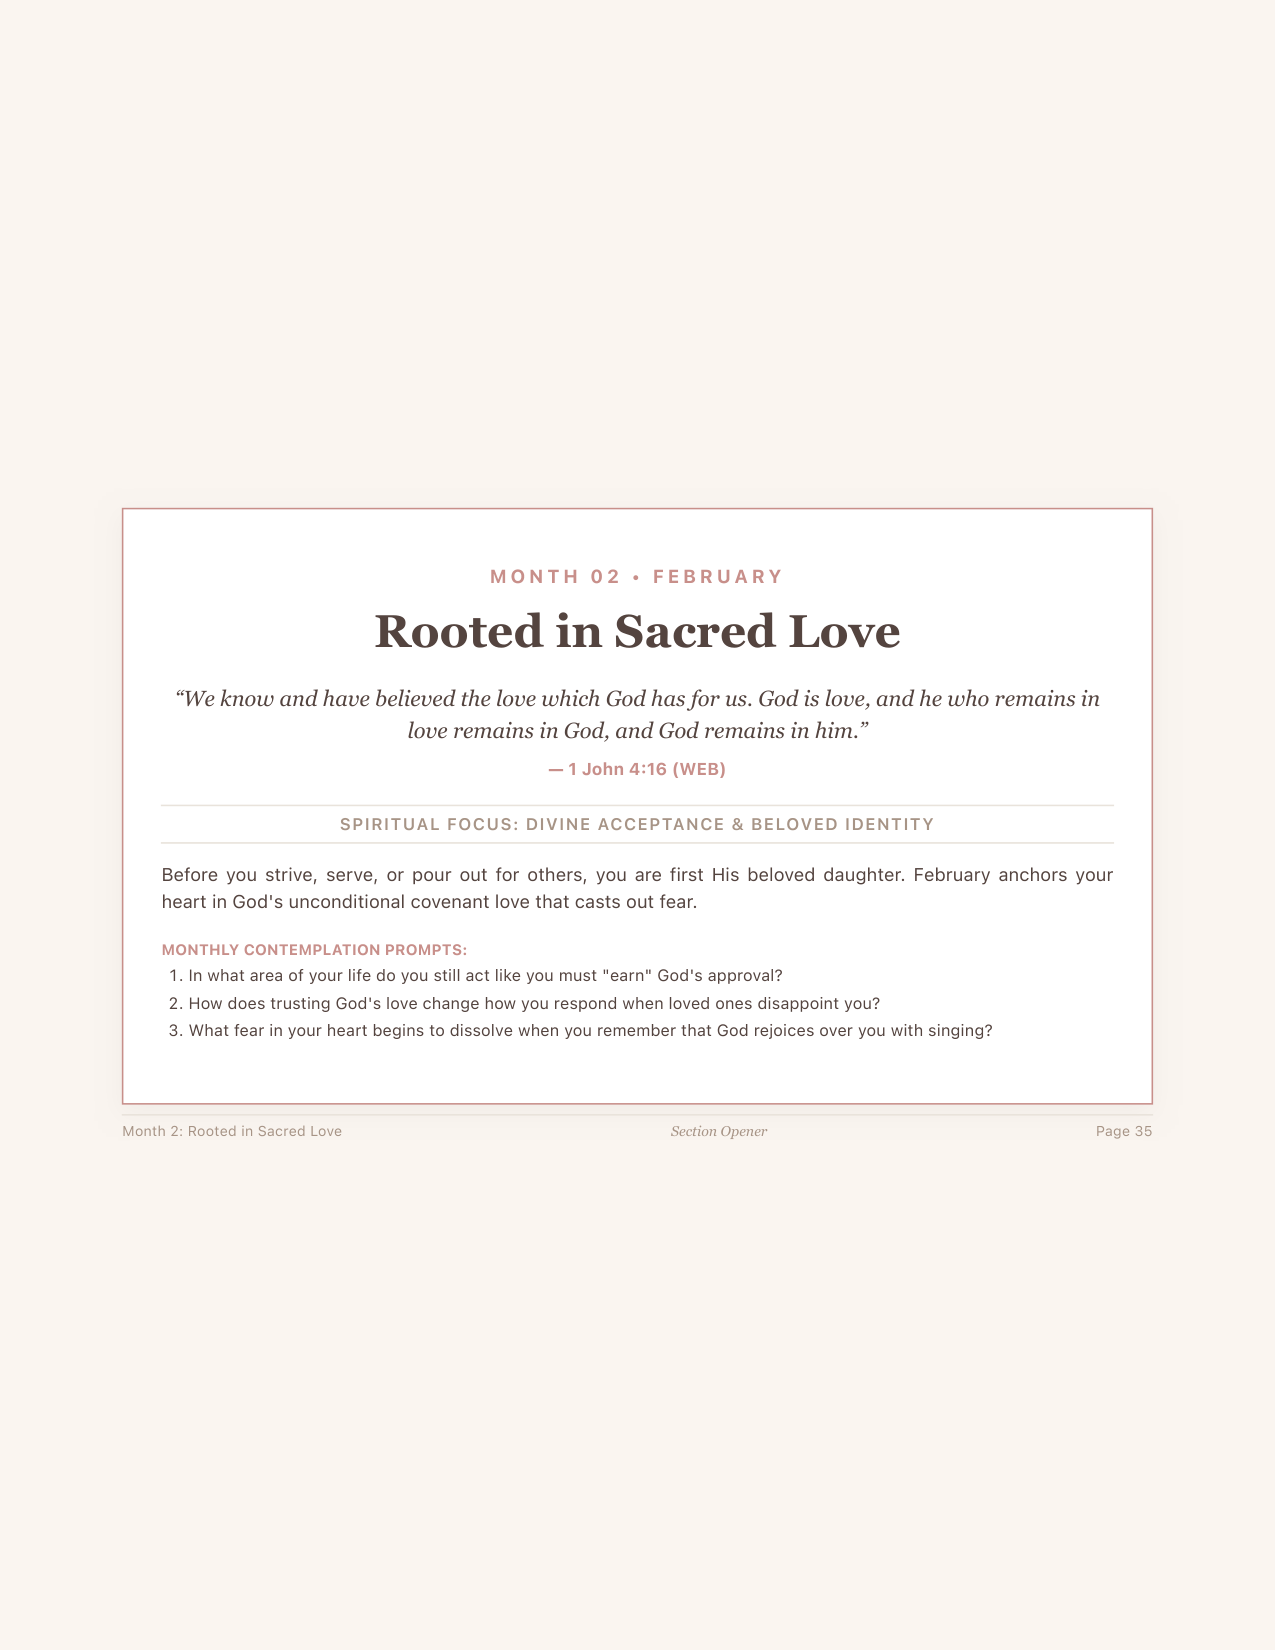 MONTH 02 • FEBRUARY
Rooted in Sacred Love
“We know and have believed the love which God has for us. God is love, and he who remains in
love remains in God, and God remains in him.”
— 1 John 4:16 (WEB)
SPIRITUAL FOCUS: DIVINE ACCEPTANCE & BELOVED IDENTITY
Before you strive, serve, or pour out for others, you are first His beloved daughter. February anchors your
heart in God's unconditional covenant love that casts out fear.
MONTHLY CONTEMPLATION PROMPTS:
1. In what area of your life do you still act like you must "earn" God's approval?
2. How does trusting God's love change how you respond when loved ones disappoint you?
3. What fear in your heart begins to dissolve when you remember that God rejoices over you with singing?
Month 2: Rooted in Sacred Love
Section Opener
Page 35